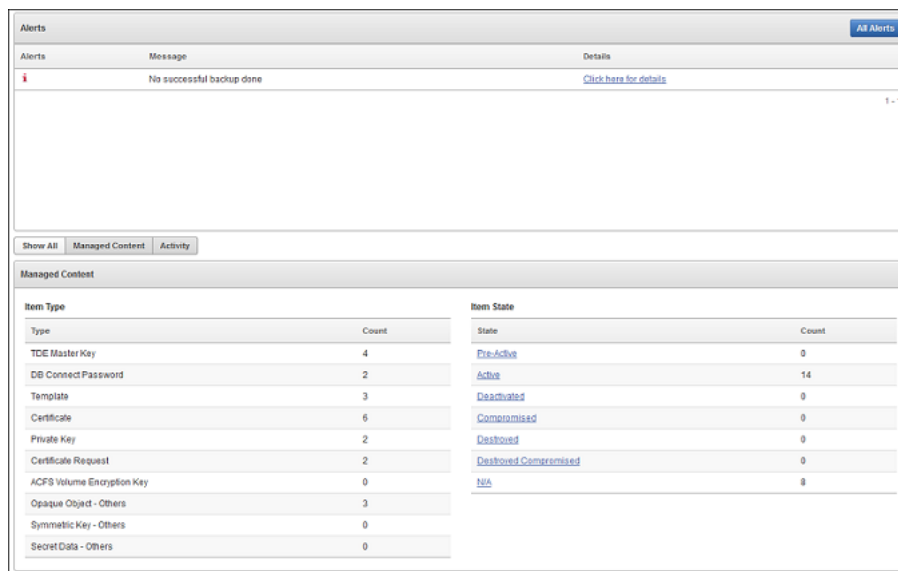 Alerts
All Alerts
Alerts Message Details
i No successful backup done Click here for details
1 -
Show All Managed Content Activity
Managed Content
Item Type
Type Count
TDE Master Key 4
DB Connect Password 2
Template 3
Certificate 6
Private Key 2
Certificate Request 2
ACFS Volume Encryption Key 0
Opaque Object - Others 3
Symmetric Key - Others 0
Secret Data - Others 0
Item State
State Count
Pre-Active 0
Active 14
Deactivated 0
Compromised 0
Destroyed 0
Destroyed Compromised 0
N/A 8